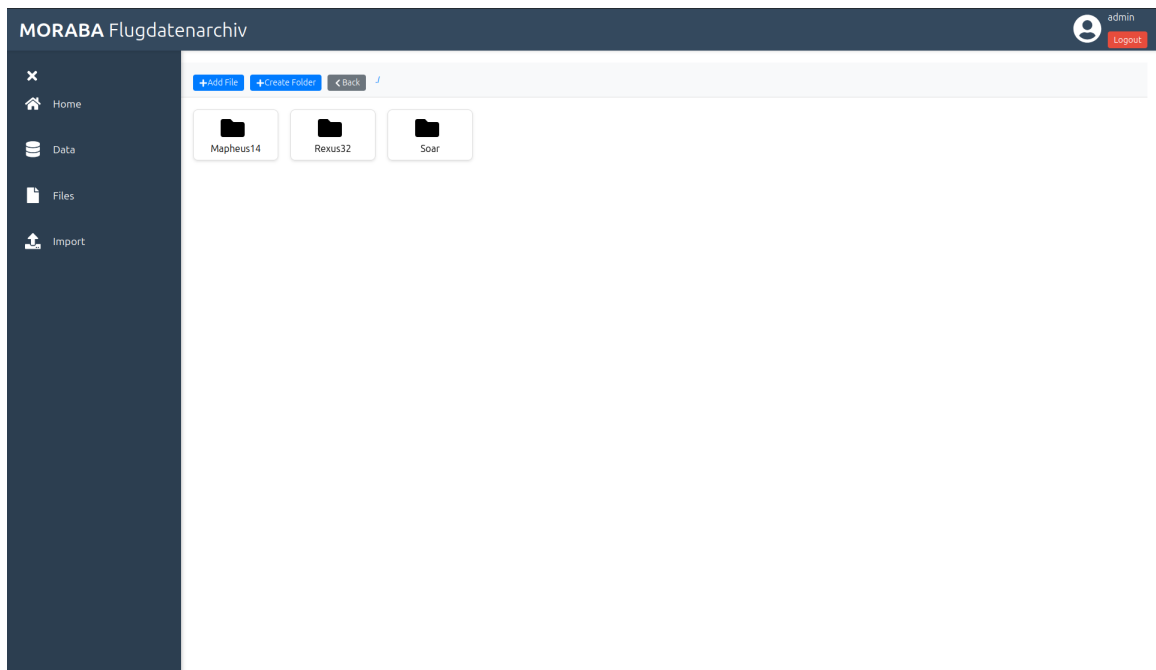 MORABA Flugdatenarchiv
admin
Logout
Home
Data
Files
Import
+Add File +Create Folder <Back ./
Mapheus14 Rexus32 Soar